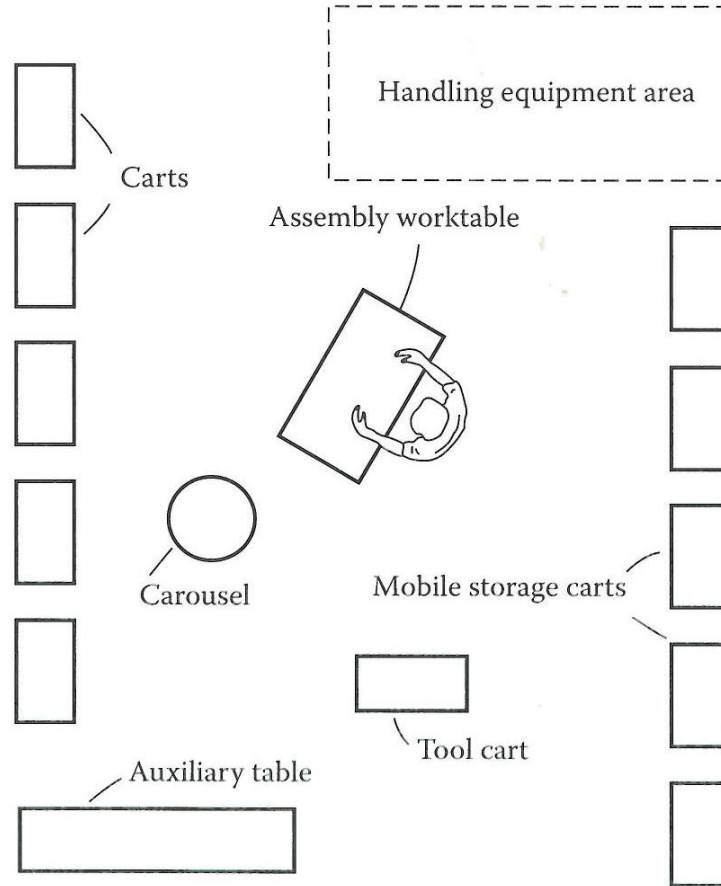 Handling equipment area
Carts
Assembly worktable
Carousel
Mobile storage carts
Tool cart
Auxiliary table